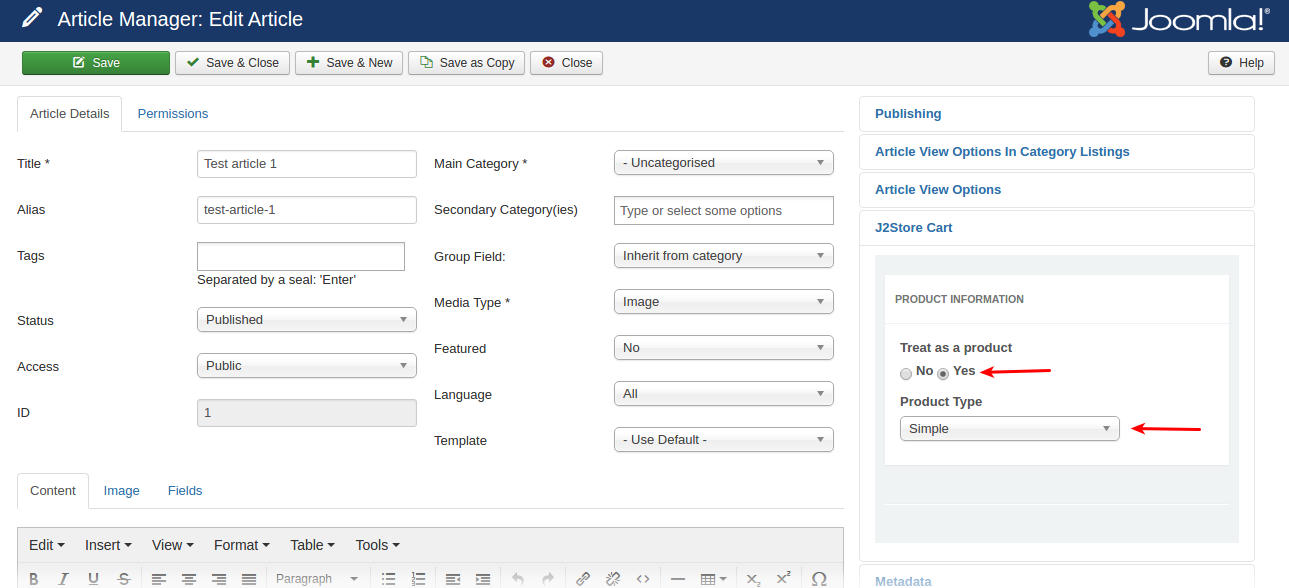 Article Manager: Edit Article
Joomla!®
Save
Save & Close
Save & New
Save as Copy
Close
Help
Article Details
Permissions
Title *
Test article 1
Alias
test-article-1
Tags
Separated by a seal: 'Enter'
Status
Published
Access
Public
ID
1
Main Category *
- Uncategorised
Secondary Category(ies)
Type or select some options
Group Field:
Inherit from category
Media Type *
Image
Featured
No
Language
All
Template
- Use Default -
Publishing
Article View Options In Category Listings
Article View Options
J2Store Cart
PRODUCT INFORMATION
Treat as a product
No Yes
Product Type
Simple
Metadata
Content
Image
Fields
Edit
Insert
View
Format
Table
Tools
B I U S
Paragraph
X₂ X² Ω